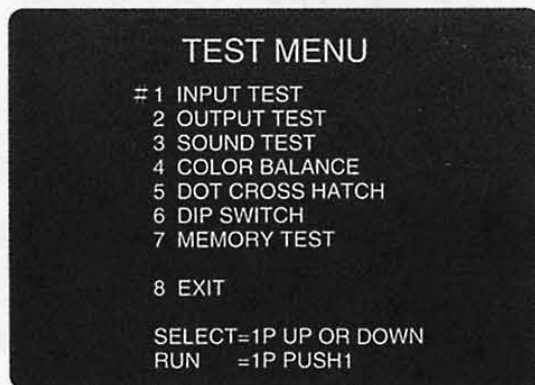 TEST MENU
#1 INPUT TEST
2 OUTPUT TEST
3 SOUND TEST
4 COLOR BALANCE
5 DOT CROSS HATCH
6 DIP SWITCH
7 MEMORY TEST
8 EXIT
SELECT=1P UP OR DOWN
RUN =1P PUSH1